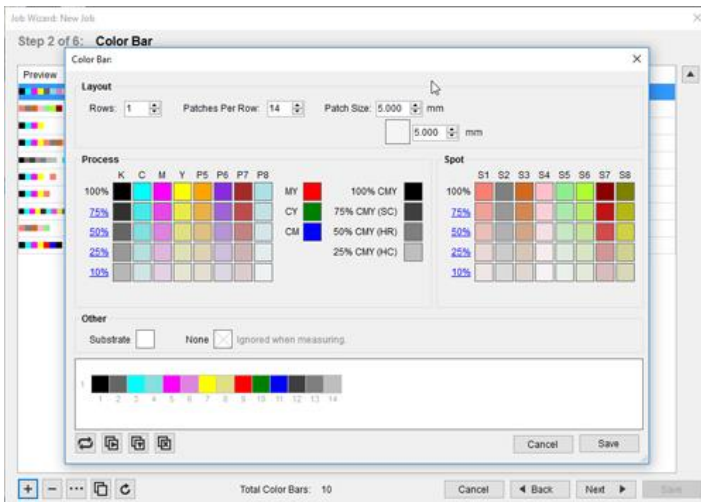 Job Wizard: New Job
Step 2 of 6: Color Bar
Preview
Color Bar:
Layout
Rows: 1 Patches Per Row: 14 Patch Size: 5.000 mm
5.000 mm
Process
K C M Y P5 P6 P7 P8
100% MY 100% CMY
75% CY 75% CMY (SC)
50% CM 50% CMY (HR)
25% 25% CMY (HC)
10%
Spot
S1 S2 S3 S4 S5 S6 S7 S8
100%
75%
50%
25%
10%
Other
Substrate None Ignored when measuring.
1
1 2 3 4 5 6 7 8 9 10 11 12 13 14
Cancel Save
Total Color Bars: 10 Cancel Back Next Save